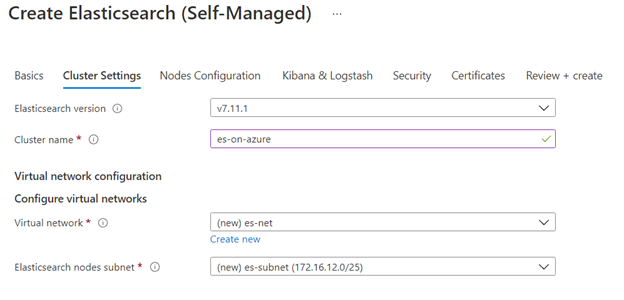 Create Elasticsearch (Self-Managed) ...
Basics Cluster Settings Nodes Configuration Kibana & Logstash Security Certificates Review + create
Elasticsearch version v7.11.1
Cluster name * es-on-azure
Virtual network configuration
Configure virtual networks
Virtual network * (new) es-net
Create new
Elasticsearch nodes subnet * (new) es-subnet (172.16.12.0/25)